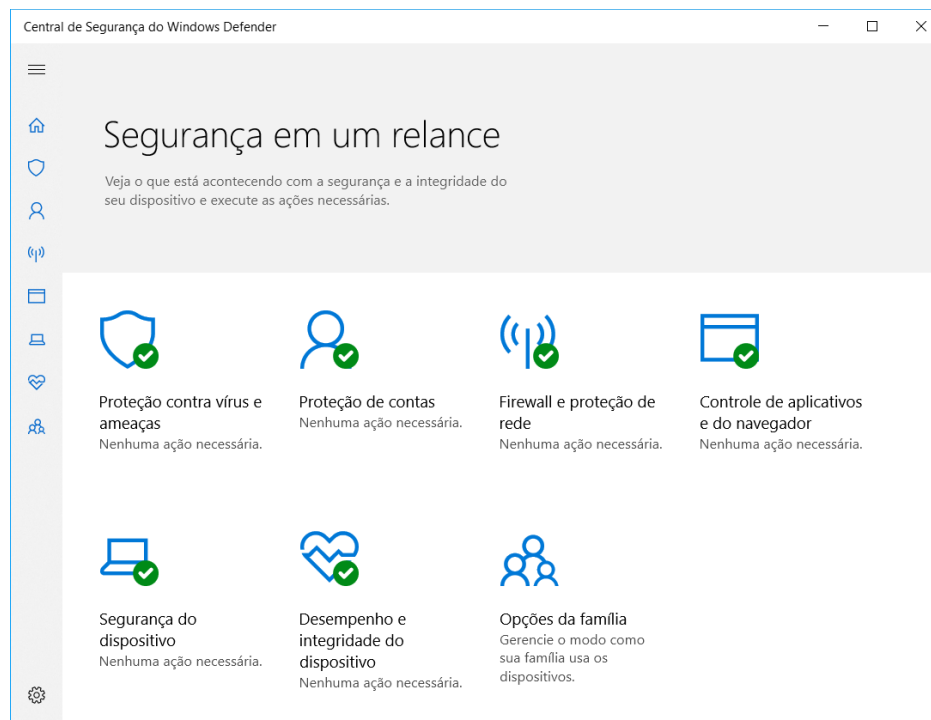 Central de Segurança do Windows Defender
Segurança em um relance
Veja o que está acontecendo com a segurança e a integridade do
seu dispositivo e execute as ações necessárias.
Proteção contra vírus e
ameaças
Nenhuma ação necessária.
Proteção de contas
Nenhuma ação necessária.
Firewall e proteção de
rede
Nenhuma ação necessária.
Controle de aplicativos
e do navegador
Nenhuma ação necessária.
Segurança do
dispositivo
Nenhuma ação necessária.
Desempenho e
integridade do
dispositivo
Nenhuma ação necessária.
Opções da família
Gerencie o modo como
sua família usa os
dispositivos.